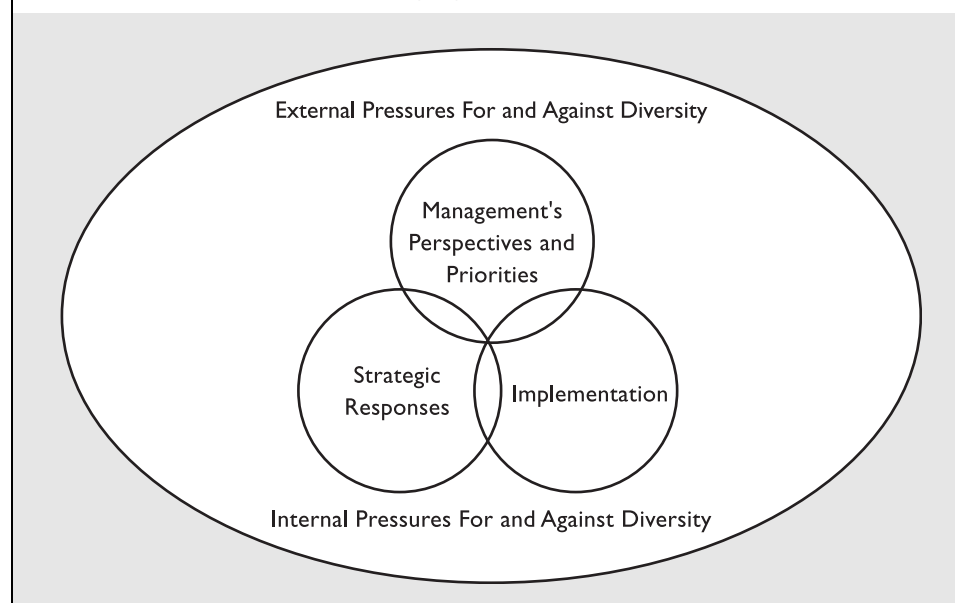 External Pressures For and Against Diversity
Management's
Perspectives and
Priorities
Strategic
Responses
Implementation
Internal Pressures For and Against Diversity